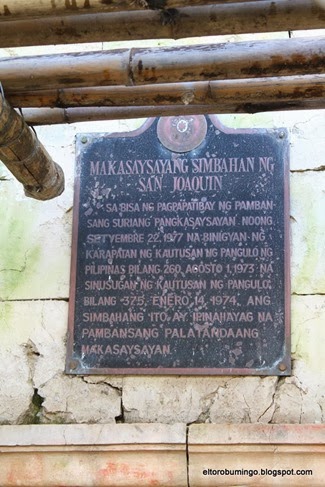 MAKASAYSAYANG SIMBAHAN NG
SAN JOAQUIN
SA BISA NG PAGPAPATIBAY NG PAMBAN-
SANG SURIANG PANGKASAYSAYAN NOONG
SETYEMBRE 22, 1977 NA BINIGYAN NG
KARAPATAN NG KAUTUSAN NG PANGULO NG
PILIPINAS BILANG 260, AGOSTO 1, 1973 NA
SINUSUGAN NG KAUTUSAN NG PANGULO
BILANG 375, ENERO 14, 1974, ANG
SIMBAHANG ITO AY IPINAHAYAG NA
PAMBANSANG PALATANDAANG
MAKASAYSAYAN.
eltorobumingo.blogspot.com